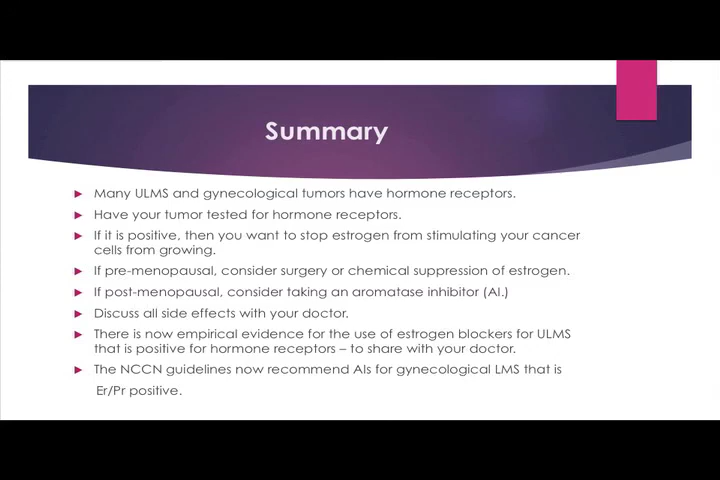 Summary
Many ULMS and gynecological tumors have hormone receptors.
Have your tumor tested for hormone receptors.
If it is positive, then you want to stop estrogen from stimulating your cancer
cells from growing.
If pre-menopausal, consider surgery or chemical suppression of estrogen.
If post-menopausal, consider taking an aromatase inhibitor (AI.)
Discuss all side effects with your doctor.
There is now empirical evidence for the use of estrogen blockers for ULMS
that is positive for hormone receptors – to share with your doctor.
The NCCN guidelines now recommend AIs for gynecological LMS that is
Er/Pr positive.